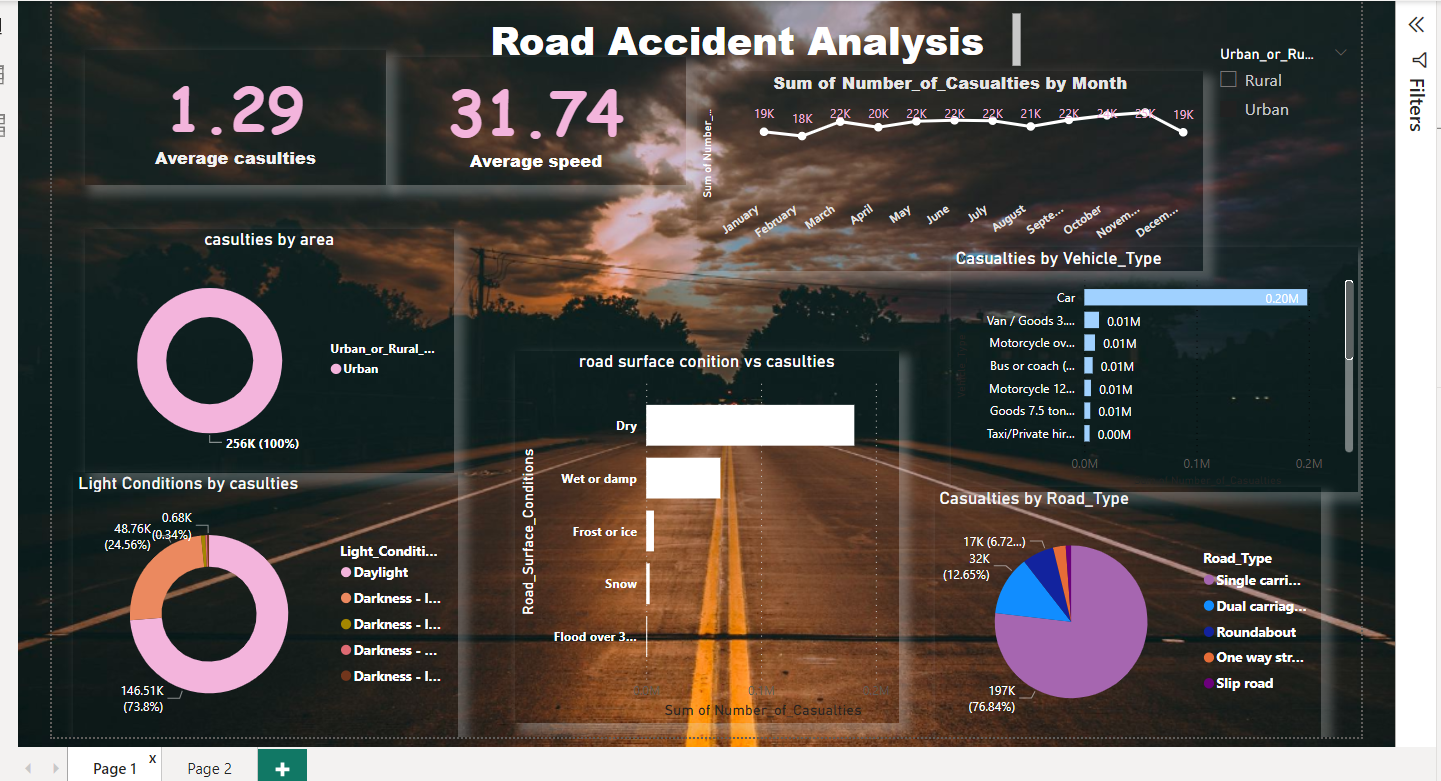 Road Accident Analysis
1.29
Average casulties
31.74
Average speed
Sum of Number_of_Casualties by Month
Sum of Number_...
19K
18K
22K
20K
22K
22K
22K
21K
22K
24K
19K
January
February
March
April
May
June
July
August
Septe...
October
Novem...
Decem...
Urban_or_Ru...
Rural
Urban
Filters
casulties by area
Urban_or_Rural_...
Urban
256K (100%)
Casualties by Vehicle_Type
Vehicle_Type
Car
0.20M
Van / Goods 3....
0.01M
Motorcycle ov...
0.01M
Bus or coach (...
0.01M
Motorcycle 12...
0.01M
Goods 7.5 ton...
0.01M
Taxi/Private hir...
0.00M
0.0M
0.1M
0.2M
road surface conition vs casulties
Road_Surface_Conditions
Dry
Wet or damp
Frost or ice
Snow
Flood over 3...
Sum of Number_of_Casualties
Light Conditions by casulties
0.68K
(0.34%)
48.76K
(24.56%)
146.51K
(73.8%)
Light_Conditi...
Daylight
Darkness - l...
Darkness - l...
Darkness - ...
Darkness - l...
Casualties by Road_Type
17K (6.72...)
32K
(12.65%)
197K
(76.84%)
Road_Type
Single carri...
Dual carriag...
Roundabout
One way str...
Slip road
Page 1
x
Page 2
+